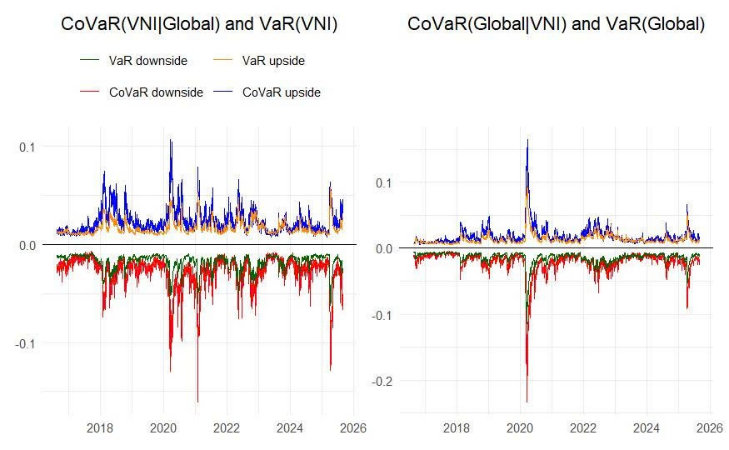 CoVaR(VNI|Global) and VaR(VNI)
VaR downside
VaR upside
CoVaR downside
CoVaR upside
0.1
0.0
-0.1
2018
2020
2022
2024
2026
CoVaR(Global|VNI) and VaR(Global)
0.1
0.0
-0.1
-0.2
2018
2020
2022
2024
2026